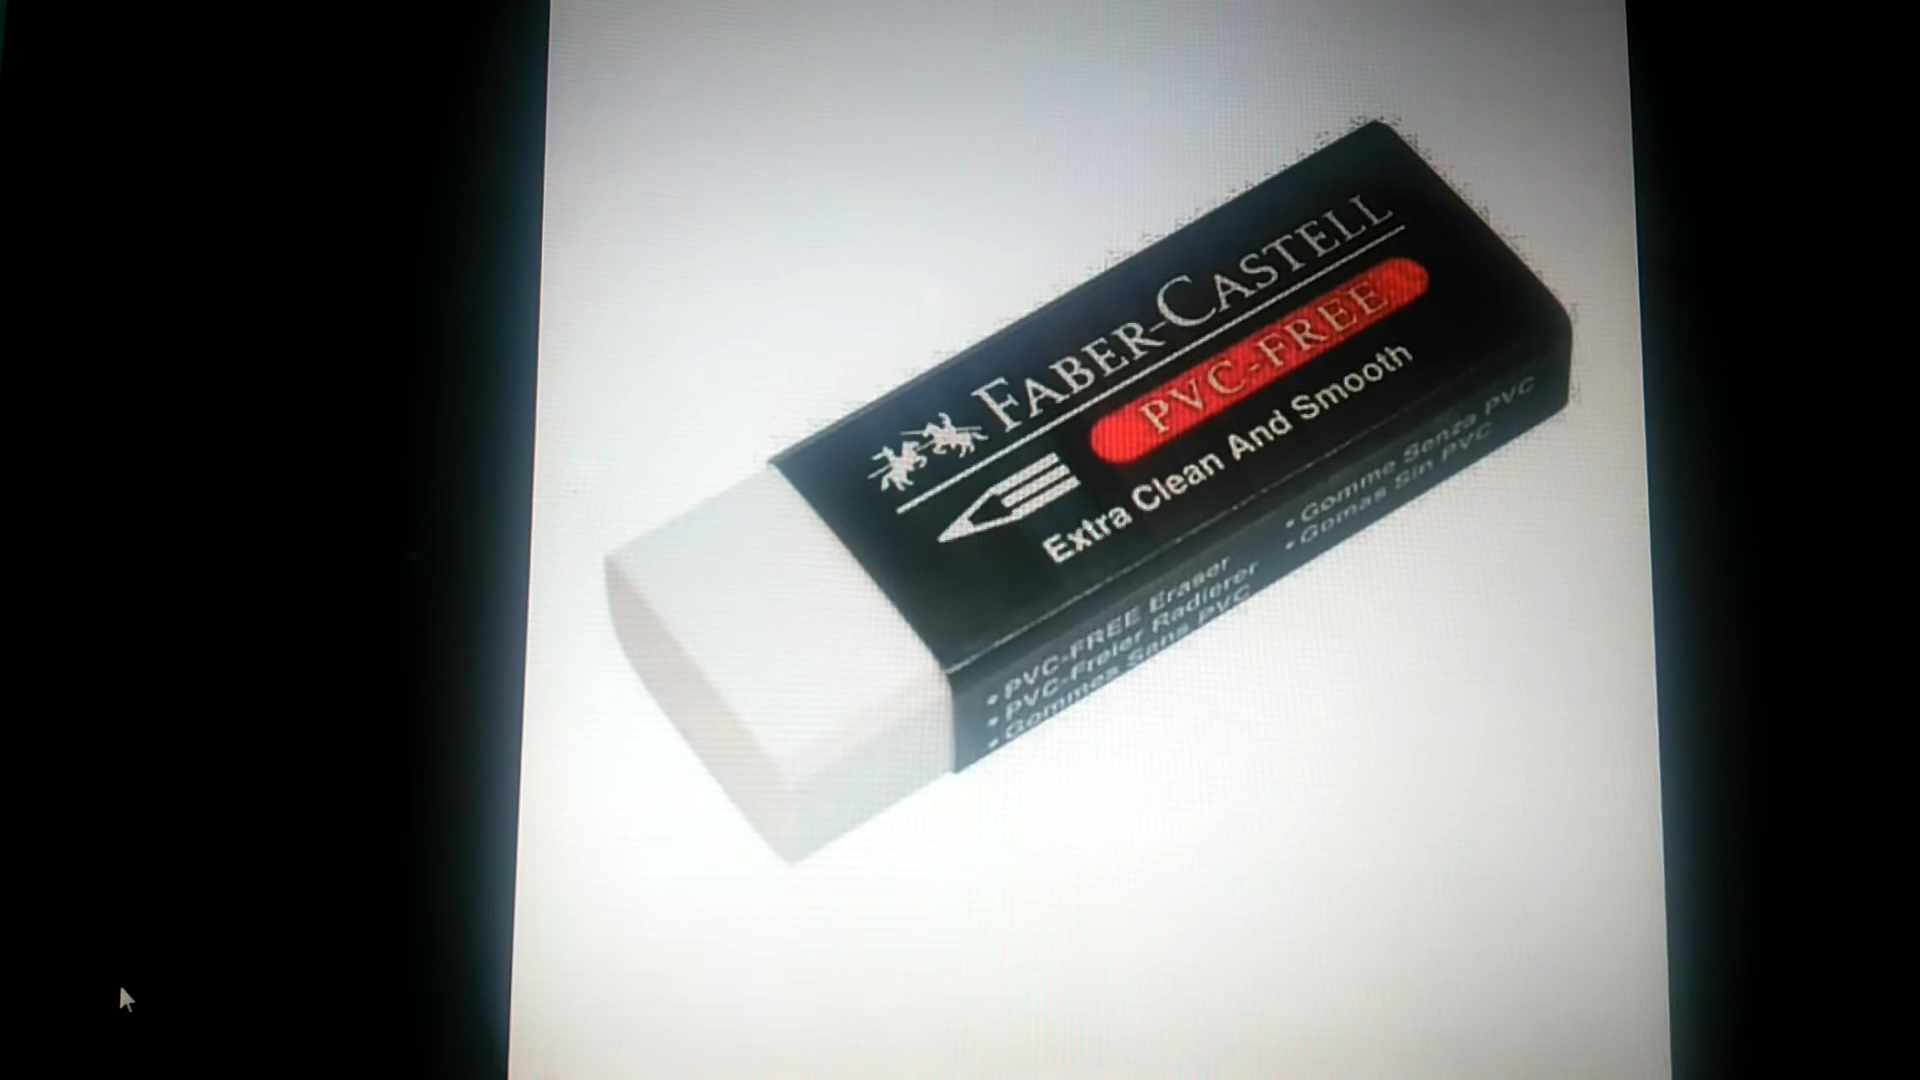 FABER-CASTELL
PVC-FREE
Extra Clean And Smooth
• PVC-FREE Eraser
• PVC-Freier Radierer
• Gommes Sans PVC
• Gomme Senza PVC
• Gomas Sin PVC